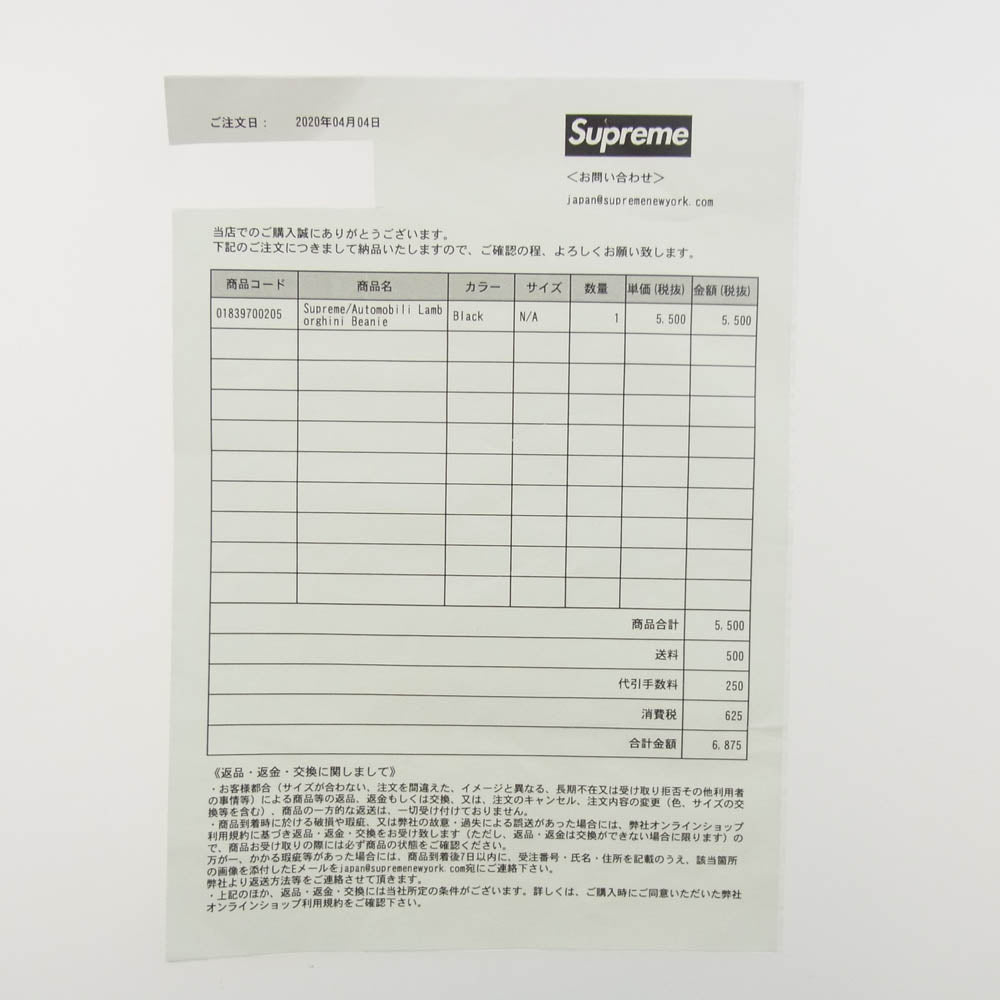 ご注文日： 2020年04月04日
Supreme
＜お問い合わせ＞
japan@supremenewyork.com
当店でのご購入誠にありがとうございます。
下記のご注文につきまして納品いたしますので、ご確認の程、よろしくお願い致します。
商品コード 商品名 カラー サイズ 数量 単価(税抜) 金額(税抜)
01839700205 Supreme/Automobili Lamb Black N/A 1 5,500 5,500
orghini Beanie
商品合計 5,500
送料 500
代引手数料 250
消費税 625
合計金額 6,875
《返品・返金・交換に関しまして》
・お客様都合（サイズが合わない、注文を間違えた、イメージと異なる、長期不在又は受け取り拒否その他利用者
の事情等）による商品等の返品、返金もしくは交換、又は、注文のキャンセル、注文内容の変更（色、サイズの交
換等を含む）、商品の一方的な返送は、一切受け付けておりません。
・商品到着時に於ける破損や瑕疵、又は弊社の故意・過失による誤送があった場合には、弊社オンラインショップ
利用規約に基づき返品・返金・交換をお受け致します（ただし、返品・返金は交換ができない場合に限ります）の
で、商品お受け取りの際には必ず商品の状態をご確認ください。
万が一、かかる瑕疵等があった場合には、商品到着後7日以内に、受注番号・氏名・住所を記載のうえ、該当箇所
の画像を添付したEメールをjapan@supremenewyork.com宛にご連絡下さい。
弊社より返送方法等をご連絡させて頂きます。
・上記のほか、返品・返金・交換には当社所定の条件がございます。詳しくは、ご購入時にご同意いただいた弊社
オンラインショップ利用規約をご確認下さい。